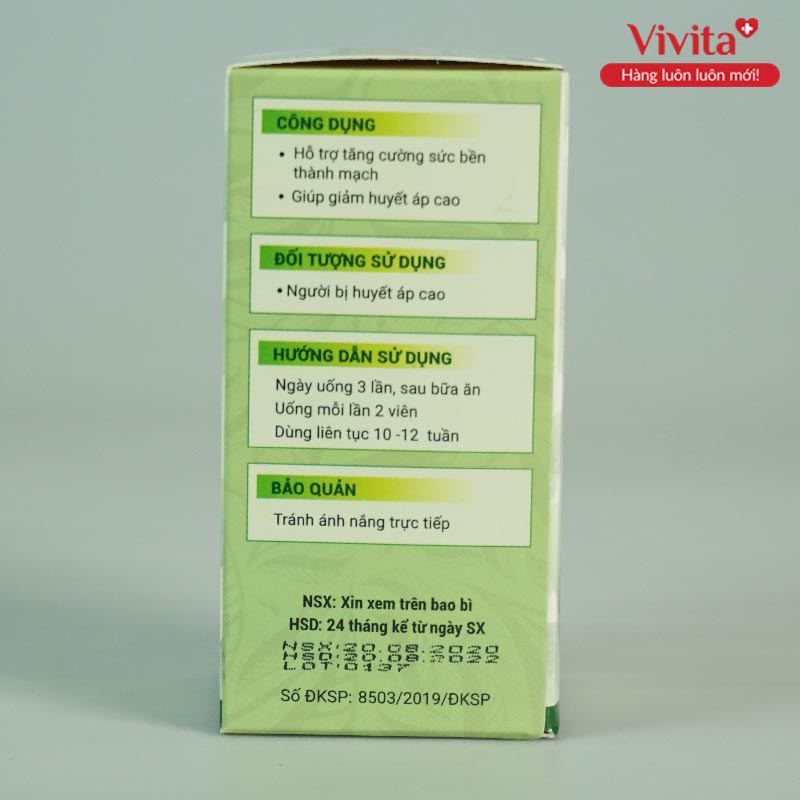 Vivita
Hàng luôn luôn mới!
CÔNG DỤNG
• Hỗ trợ tăng cường sức bền
thành mạch
• Giúp giảm huyết áp cao
ĐỐI TƯỢNG SỬ DỤNG
• Người bị huyết áp cao
HƯỚNG DẪN SỬ DỤNG
Ngày uống 3 lần, sau bữa ăn
Uống mỗi lần 2 viên
Dùng liên tục 10 -12 tuần
BẢO QUẢN
Tránh ánh nắng trực tiếp
NSX: Xin xem trên bao bì
HSD: 24 tháng kể từ ngày SX
NSX:20.05.2020
HSD:20.05.2022
LOT:0197
Số ĐKSP: 8503/2019/ĐKSP